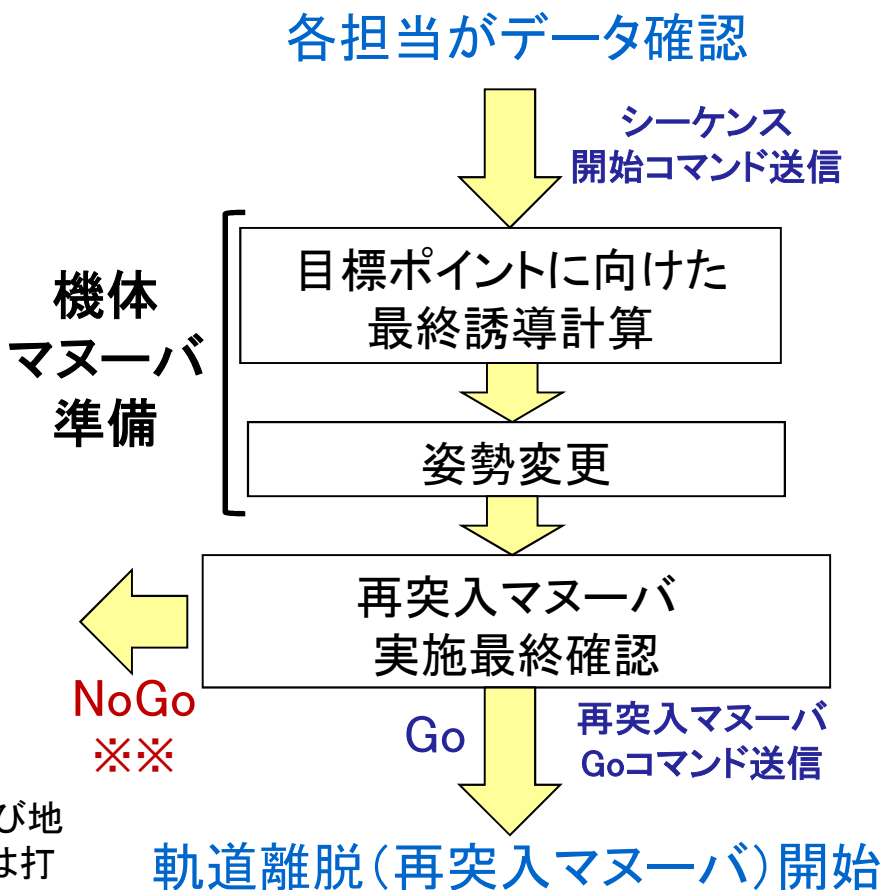 各担当がデータ確認
シーケンス
開始コマンド送信
機体
マヌーバ
準備
目標ポイントに向けた
最終誘導計算
姿勢変更
再突入マヌーバ
実施最終確認
NoGo
※※
Go
再突入マヌーバ
Goコマンド送信
び地
は打
軌道離脱(再突入マヌーバ)開始